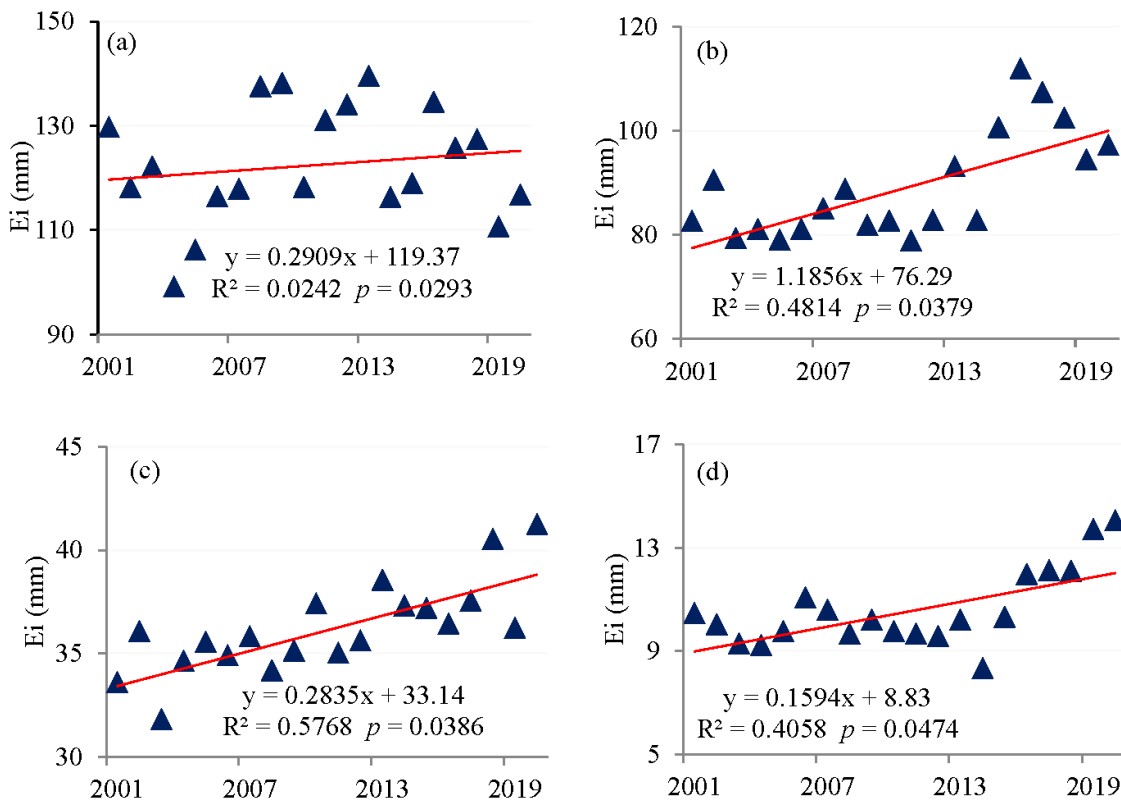 (a)
150
130
110
90
Ei (mm)
y = 0.2909x + 119.37
R² = 0.0242 p = 0.0293
2001 2007 2013 2019
(b)
120
100
80
60
Ei (mm)
y = 1.1856x + 76.29
R² = 0.4814 p = 0.0379
2001 2007 2013 2019
(c)
45
40
35
30
Ei (mm)
y = 0.2835x + 33.14
R² = 0.5768 p = 0.0386
2001 2007 2013 2019
(d)
17
13
9
5
Ei (mm)
y = 0.1594x + 8.83
R² = 0.4058 p = 0.0474
2001 2007 2013 2019